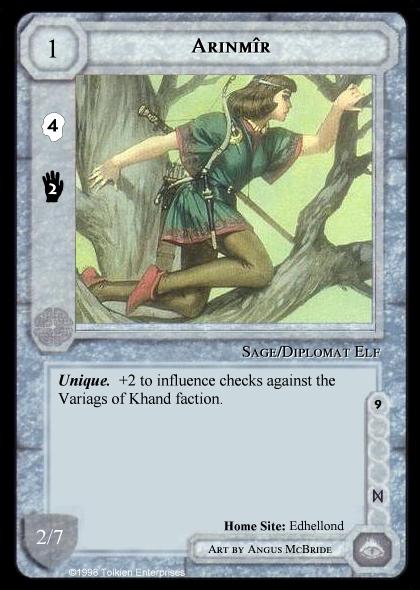 1
ARINMÎR
4
2
SAGE/DIPLOMAT ELF
Unique. +2 to influence checks against the
Variags of Khand faction.
9
ᛞ
Home Site: Edhellond
2/7
ART BY ANGUS MCBRIDE
©1998 Tolkien Enterprises